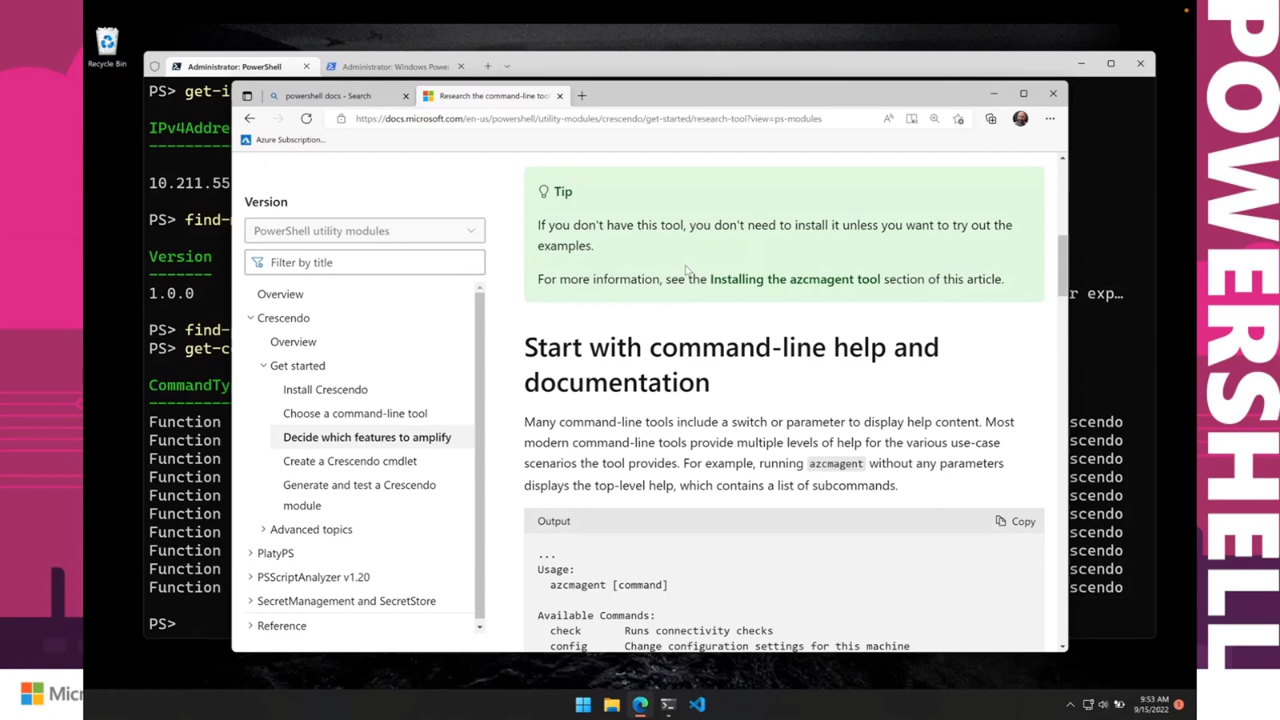 Recycle Bin
Administrator: PowerShell
Administrator: Windows Powe
PS> get-i
IPv4Addre
10.211.55
PS> find-
Version
1.0.0
r exp…
PS> find-
PS> get-c
CommandTy
Function
scendo
Function
scendo
Function
scendo
Function
scendo
Function
scendo
Function
scendo
Function
scendo
Function
scendo
Function
scendo
Function
scendo
PS>
powershell docs - Search
Research the command-line too
https://docs.microsoft.com/en-us/powershell/utility-modules/crescendo/get-started/research-tool?view=ps-modules
Azure Subscription...
Version
PowerShell utility modules
Filter by title
Overview
Crescendo
Overview
Get started
Install Crescendo
Choose a command-line tool
Decide which features to amplify
Create a Crescendo cmdlet
Generate and test a Crescendo
module
Advanced topics
PlatyPS
PSScriptAnalyzer v1.20
SecretManagement and SecretStore
Reference
Tip
If you don't have this tool, you don't need to install it unless you want to try out the
examples.
For more information, see the Installing the azcmagent tool section of this article.
Start with command-line help and
documentation
Many command-line tools include a switch or parameter to display help content. Most
modern command-line tools provide multiple levels of help for the various use-case
scenarios the tool provides. For example, running azcmagent without any parameters
displays the top-level help, which contains a list of subcommands.
Output
Copy
...
Usage:
azcmagent [command]
Available Commands:
check Runs connectivity checks
config Change configuration settings for this machine
9:53 AM
9/15/2022
1
Micr
POWERSHELL